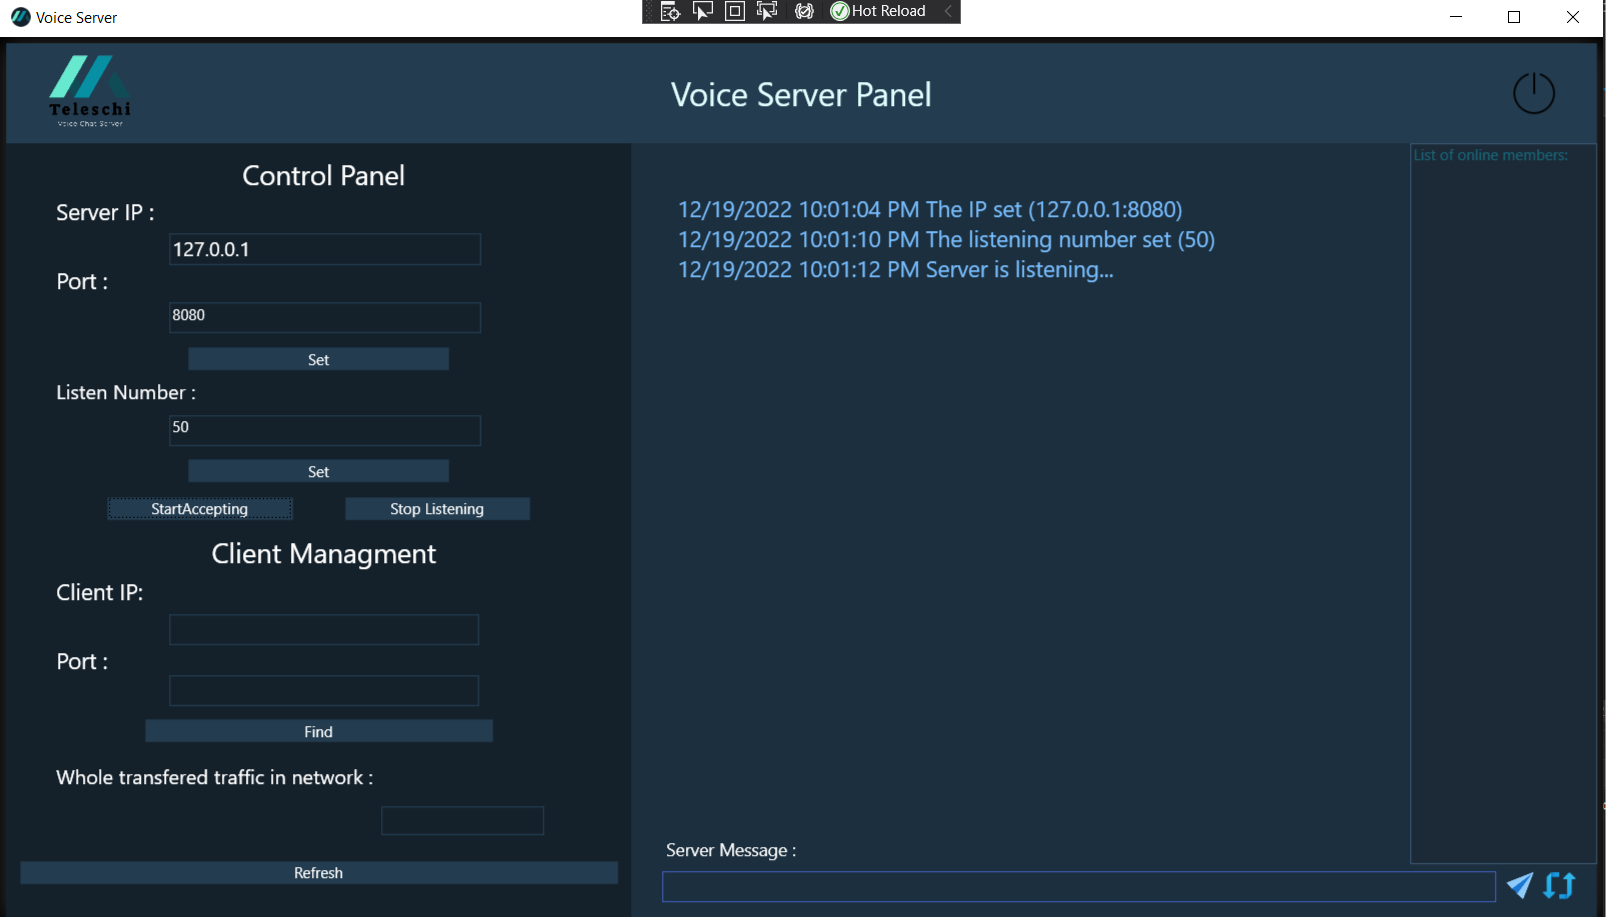 Voice Server
Hot Reload
Teleschi
Voice Chat Server
Voice Server Panel
Control Panel
Server IP :
127.0.0.1
Port :
8080
Set
Listen Number :
50
Set
StartAccepting
Stop Listening
Client Managment
Client IP:
Port :
Find
Whole transfered traffic in network :
Refresh
12/19/2022 10:01:04 PM The IP set (127.0.0.1:8080)
12/19/2022 10:01:10 PM The listening number set (50)
12/19/2022 10:01:12 PM Server is listening...
Server Message :
List of online members: